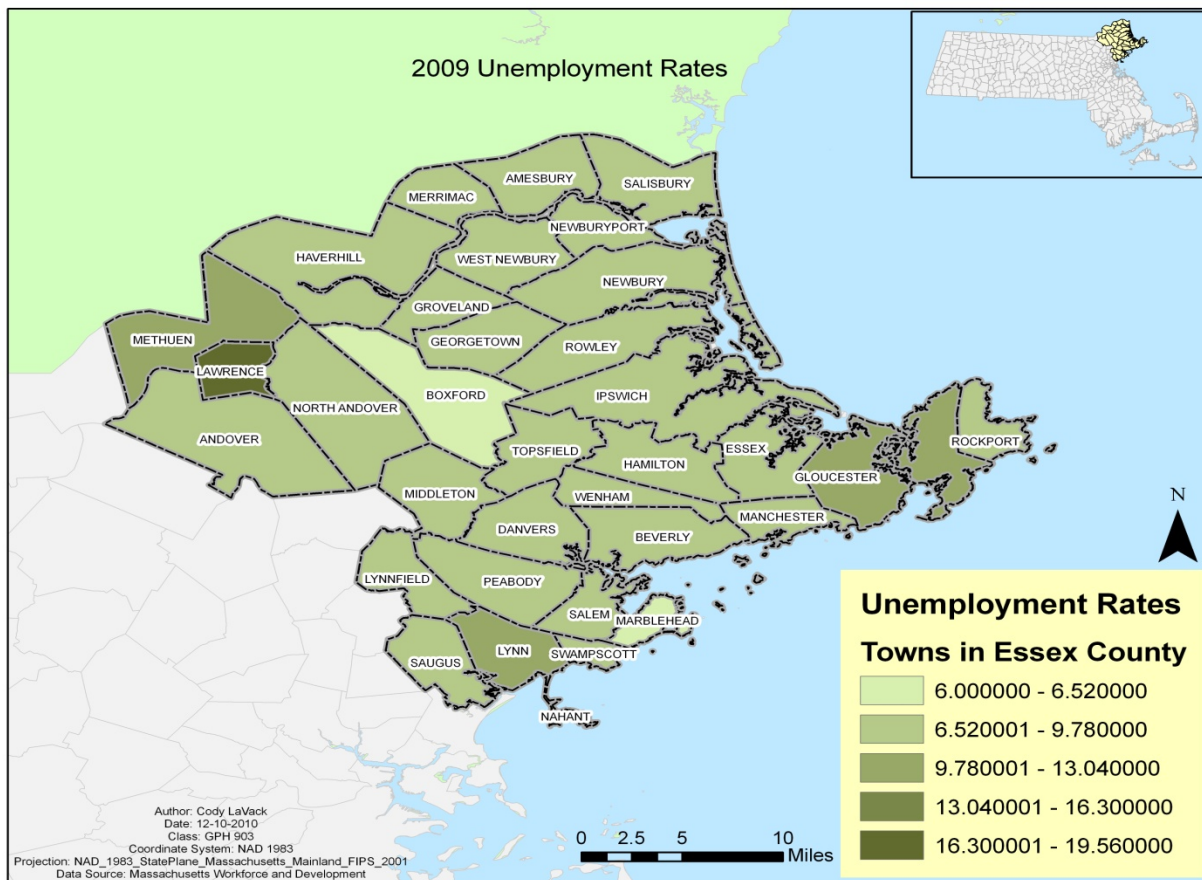 2009 Unemployment Rates
AMESBURY
SALISBURY
MERRIMAC
NEWBURYPORT
HAVERHILL
WEST NEWBURY
NEWBURY
GROVELAND
METHUEN
GEORGETOWN
ROWLEY
LAWRENCE
BOXFORD
IPSWICH
NORTH ANDOVER
ANDOVER
TOPSFIELD
ESSEX
ROCKPORT
HAMILTON
GLOUCESTER
MIDDLETON
WENHAM
MANCHESTER
DANVERS
BEVERLY
LYNNFIELD
PEABODY
SALEM
MARBLEHEAD
LYNN
SWAMPSCOTT
SAUGUS
NAHANT
N
Unemployment Rates
Towns in Essex County
6.000000 - 6.520000
6.520001 - 9.780000
9.780001 - 13.040000
13.040001 - 16.300000
16.300001 - 19.560000
0 2.5 5 10
Miles
Author: Cody LaVack
Date: 12-10-2010
Class: GPH 903
Coordinate System: NAD 1983
Projection: NAD_1983_StatePlane_Massachusetts_Mainland_FIPS_2001
Data Source: Massachusetts Workforce and Development